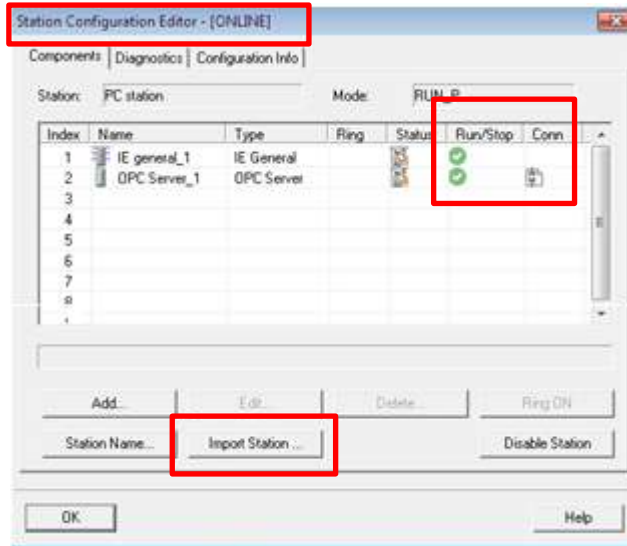 Station Configuration Editor - [ONLINE]
Components Diagnostics Configuration Info
Station: PC station Mode: RUN_P
Index Name Type Ring Status Run/Stop Conn
1 IE general_1 IE General
2 OPC Server_1 OPC Server
3
4
5
6
7
8
Add... Edit... Delete... Ring ON
Station Name... Import Station ... Disable Station
OK Help